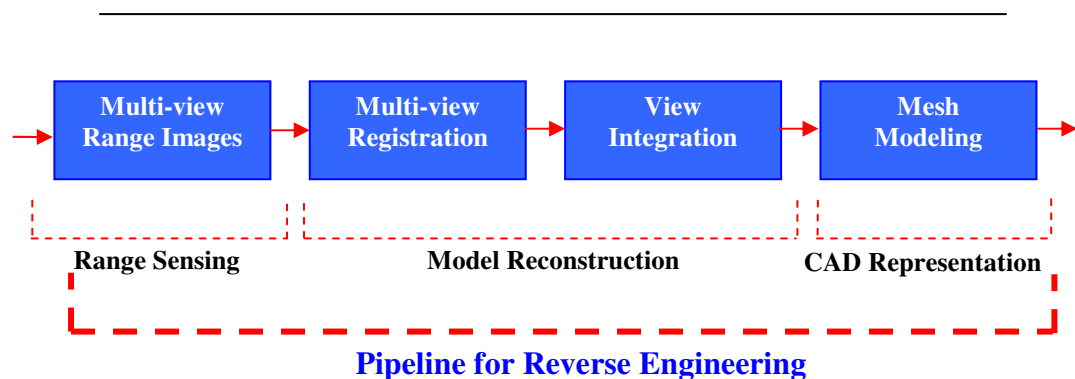 Multi-view
Range Images
Multi-view
Registration
View
Integration
Mesh
Modeling
Range Sensing
Model Reconstruction
CAD Representation
Pipeline for Reverse Engineering